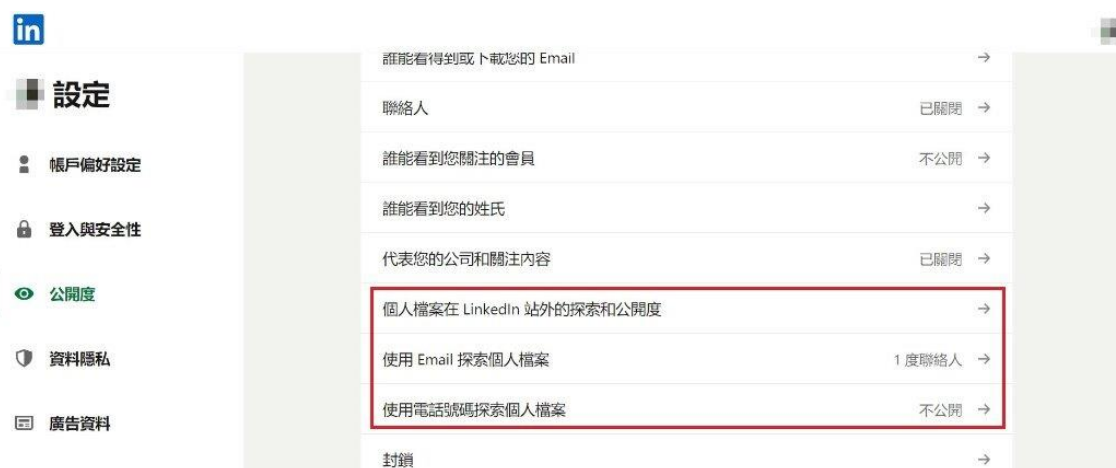 in
誰能看得到或下載您的 Email
設定
聯絡人 已關閉
帳戶偏好設定
誰能看到您關注的會員 不公開
誰能看到您的姓氏
登入與安全性
代表您的公司和關注內容 已關閉
公開度
個人檔案在 LinkedIn 站外的探索和公開度
資料隱私
使用 Email 探索個人檔案 1 度聯絡人
使用電話號碼探索個人檔案 不公開
廣告資料
封鎖